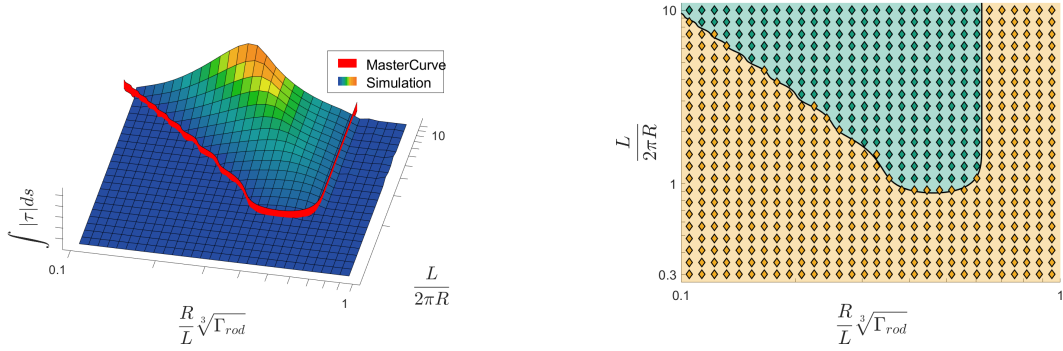 MasterCurve
Simulation
10
∫|τ|ds
0.1
1
L/2πR
R/L ∛Γ_rod
10
L/2πR
1
0.3
0.1
1
R/L ∛Γ_rod